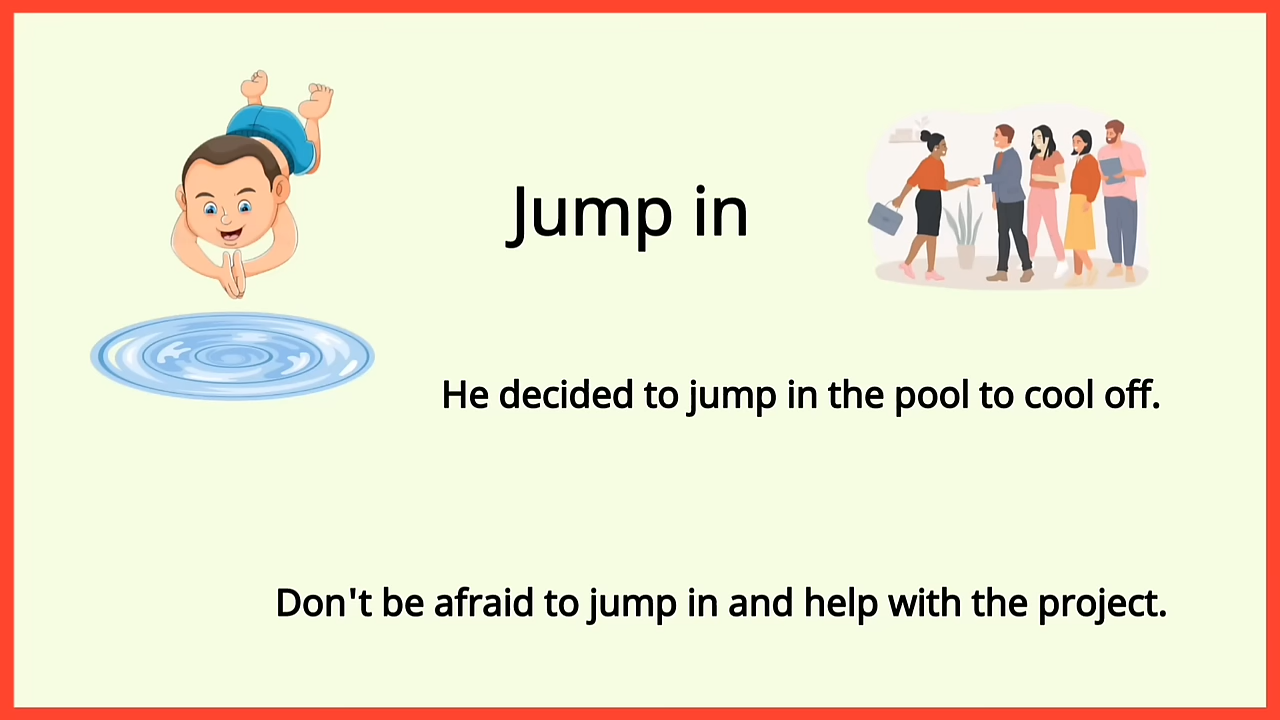 Jump in
He decided to jump in the pool to cool off.
Don't be afraid to jump in and help with the project.